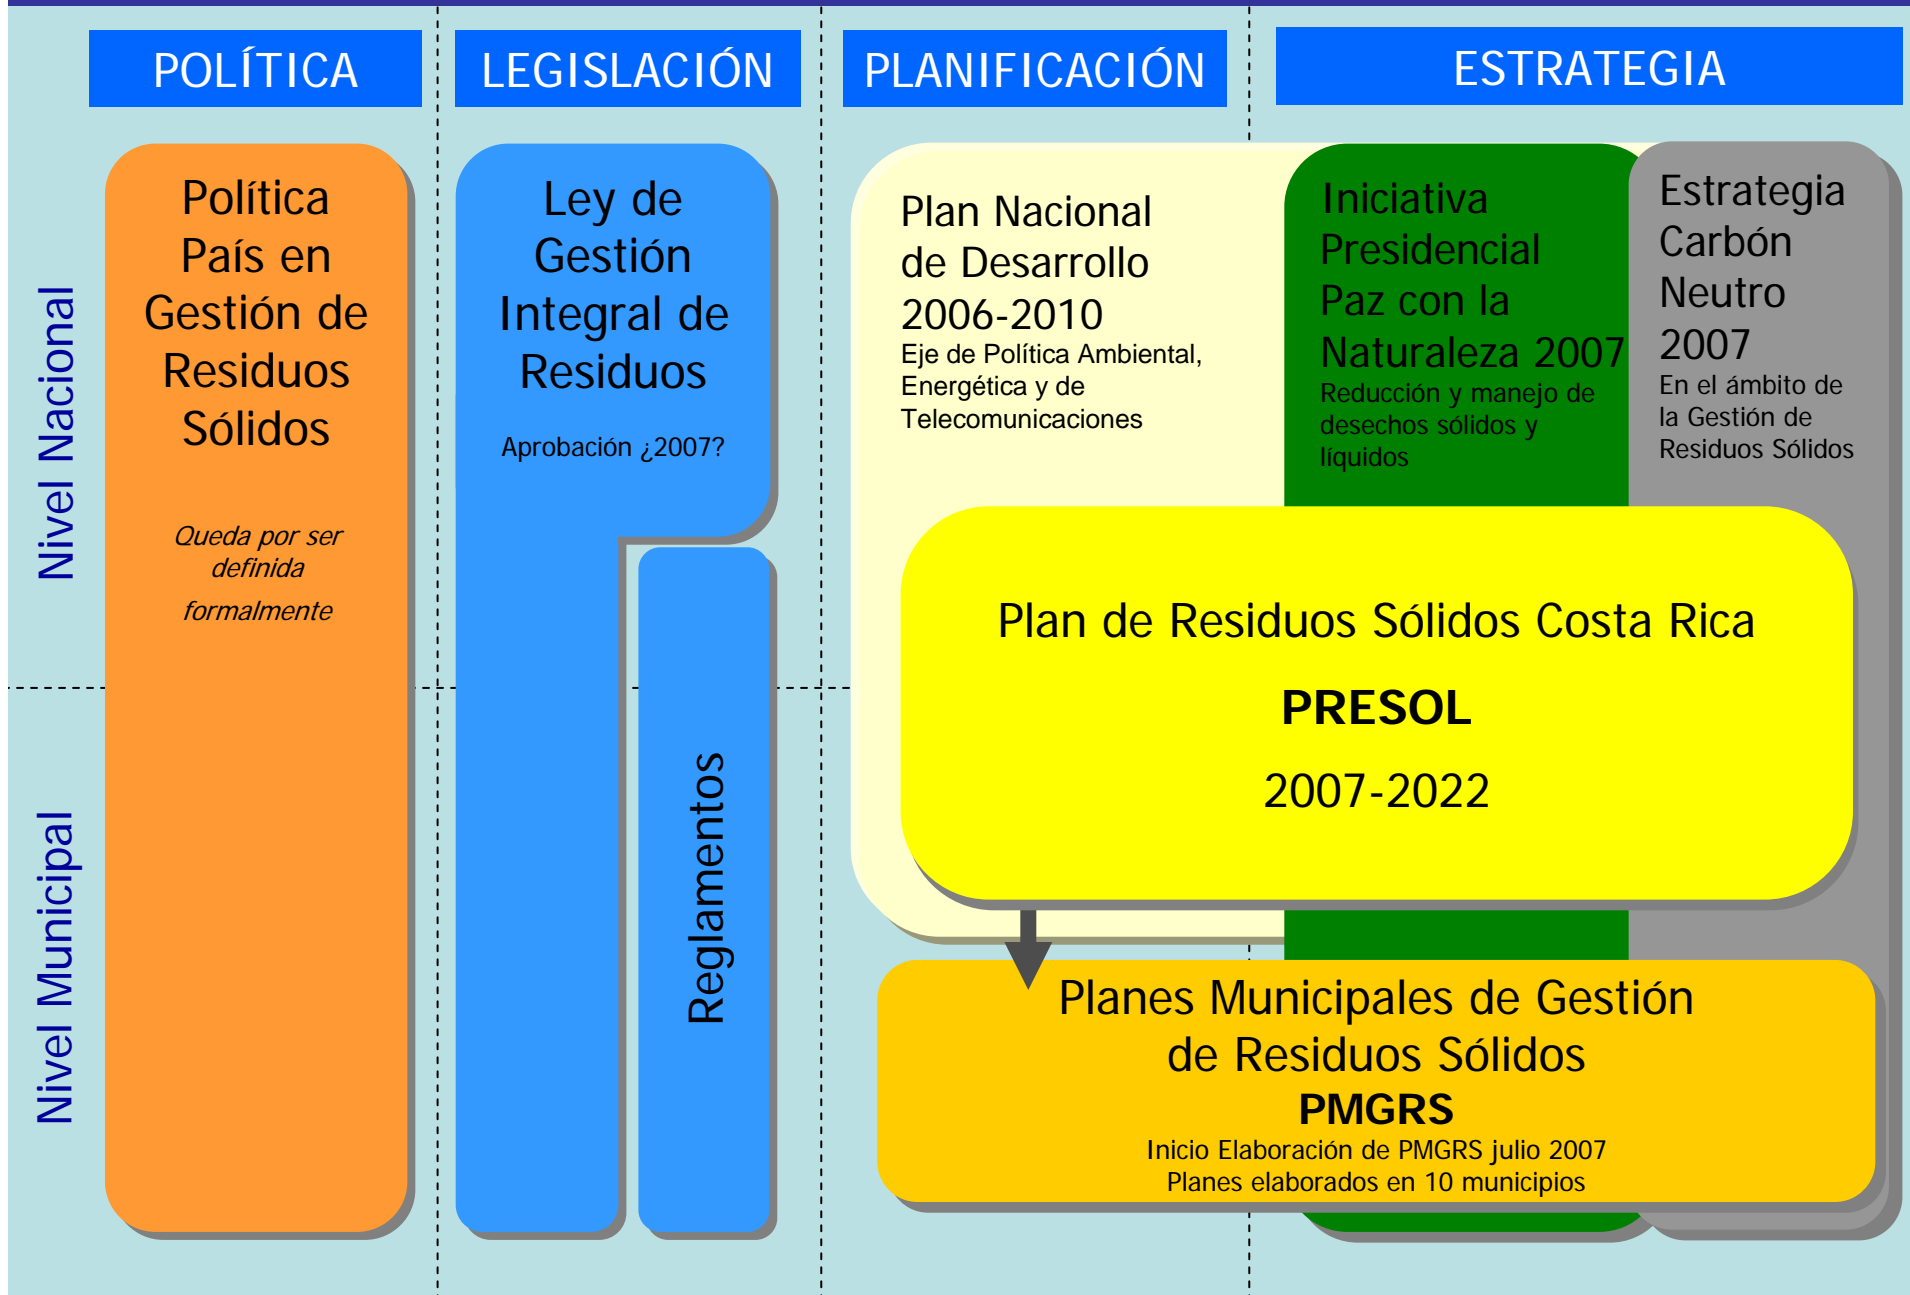 POLÍTICA
LEGISLACIÓN
PLANIFICACIÓN
ESTRATEGIA
Nivel Nacional
Política
País en
Gestión de
Residuos
Sólidos
Queda por ser
definida
formalmente
Ley de
Gestión
Integral de
Residuos
Aprobación ¿2007?
Plan Nacional
de Desarrollo
2006-2010
Eje de Política Ambiental,
Energética y de
Telecomunicaciones
Iniciativa
Presidencial
Paz con la
Naturaleza 2007
Reducción y manejo de
desechos sólidos y
líquidos
Estrategia
Carbón
Neutro
2007
En el ámbito de
la Gestión de
Residuos Sólidos
Plan de Residuos Sólidos Costa Rica
PRESOL
2007-2022
Nivel Municipal
Reglamentos
Planes Municipales de Gestión
de Residuos Sólidos
PMGRS
Inicio Elaboración de PMGRS julio 2007
Planes elaborados en 10 municipios